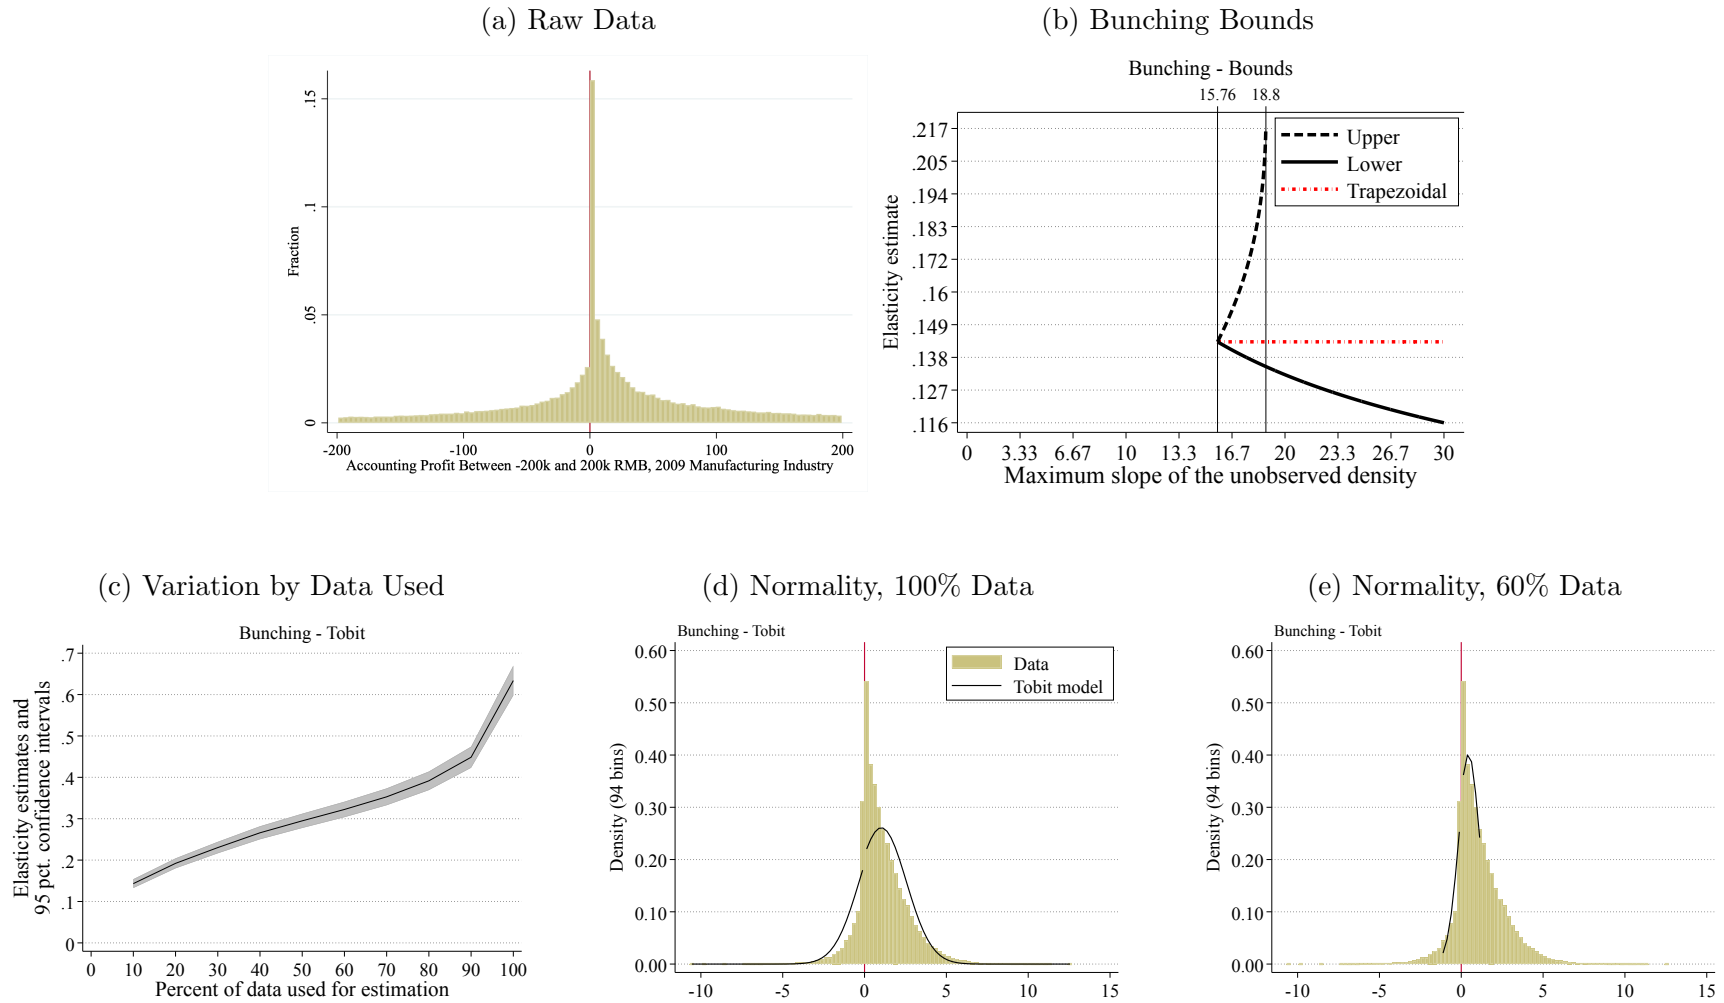 (a) Raw Data
.15
.1
.05
0
Fraction
-200
-100
0
100
200
Accounting Profit Between -200k and 200k RMB, 2009 Manufacturing Industry
(b) Bunching Bounds
Bunching - Bounds
15.76 18.8
.217
.205
.194
.183
.172
.16
.149
.138
.127
.116
Elasticity estimate
Upper
Lower
Trapezoidal
0 3.33 6.67 10 13.3 16.7 20 23.3 26.7 30
Maximum slope of the unobserved density
(c) Variation by Data Used
Bunching - Tobit
.7
.6
.5
.4
.3
.2
.1
0
Elasticity estimates and
95 pct. confidence intervals
0 10 20 30 40 50 60 70 80 90 100
Percent of data used for estimation
(d) Normality, 100% Data
Bunching - Tobit
0.60
0.50
0.40
0.30
0.20
0.10
0.00
Density (94 bins)
Data
Tobit model
-10 -5 0 5 10 15
(e) Normality, 60% Data
Bunching - Tobit
0.60
0.50
0.40
0.30
0.20
0.10
0.00
Density (94 bins)
-10 -5 0 5 10 15